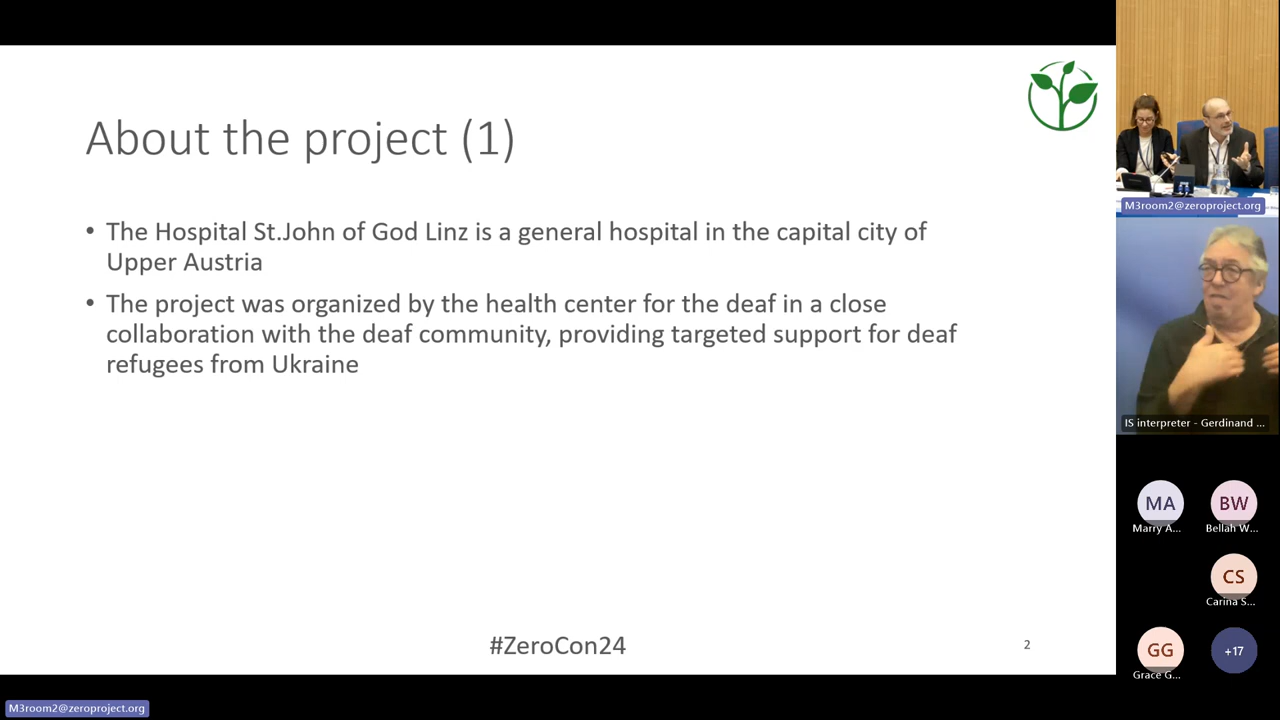 About the project (1)
• The Hospital St.John of God Linz is a general hospital in the capital city of
Upper Austria
• The project was organized by the health center for the deaf in a close
collaboration with the deaf community, providing targeted support for deaf
refugees from Ukraine
#ZeroCon24
2
M3room2@zeroproject.org
IS interpreter - Gerdinand ...
MA
Marry A...
BW
Bellah W...
CS
Carina S...
GG
Grace G...
+17
M3room2@zeroproject.org